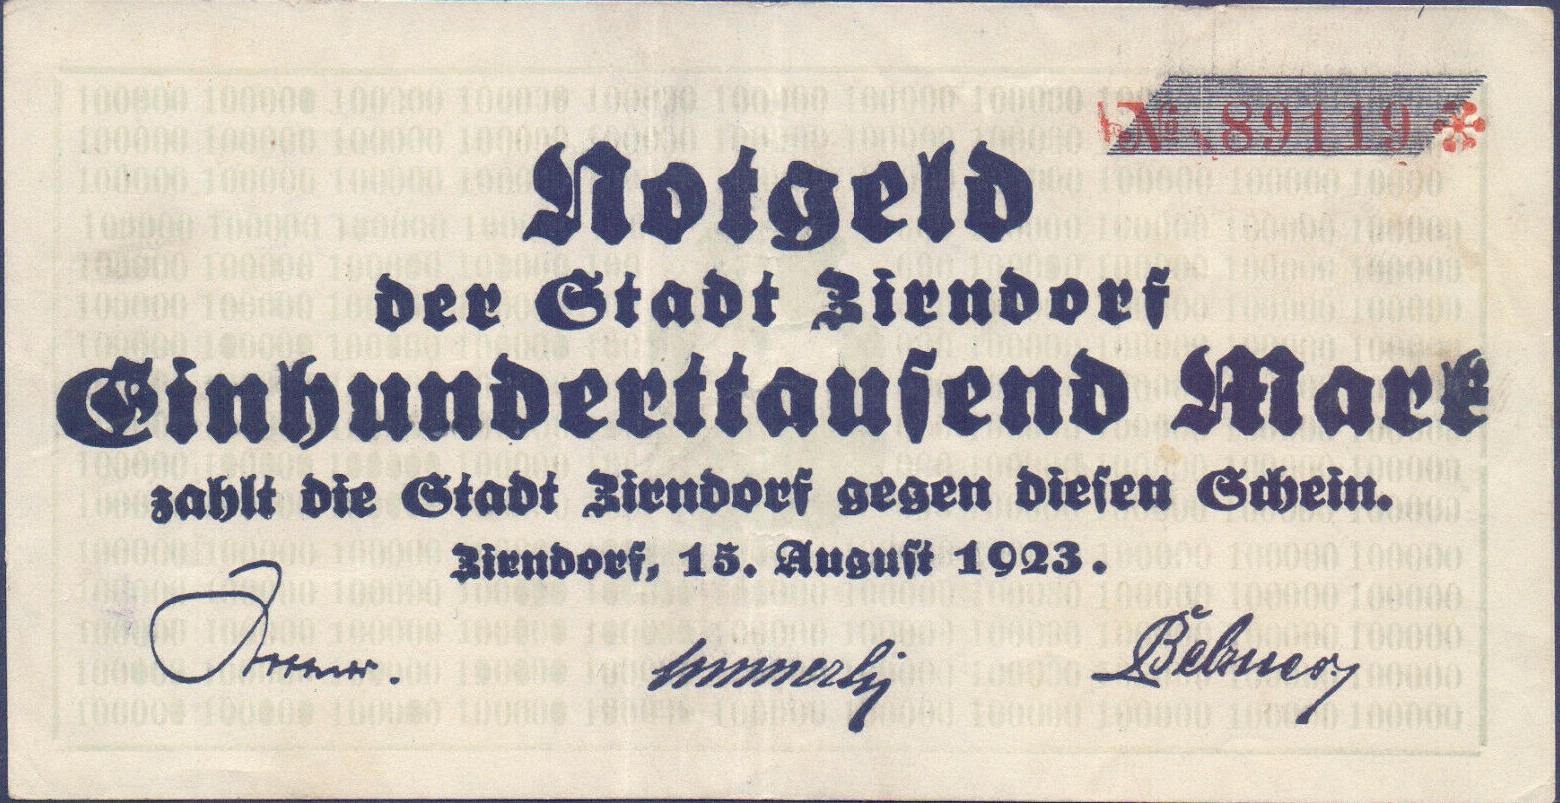 № 89119
Notgeld
der Stadt Zirndorf
Einhunderttausend Mark
zahlt die Stadt Zirndorf gegen diesen Schein.
Zirndorf, 15. August 1923.